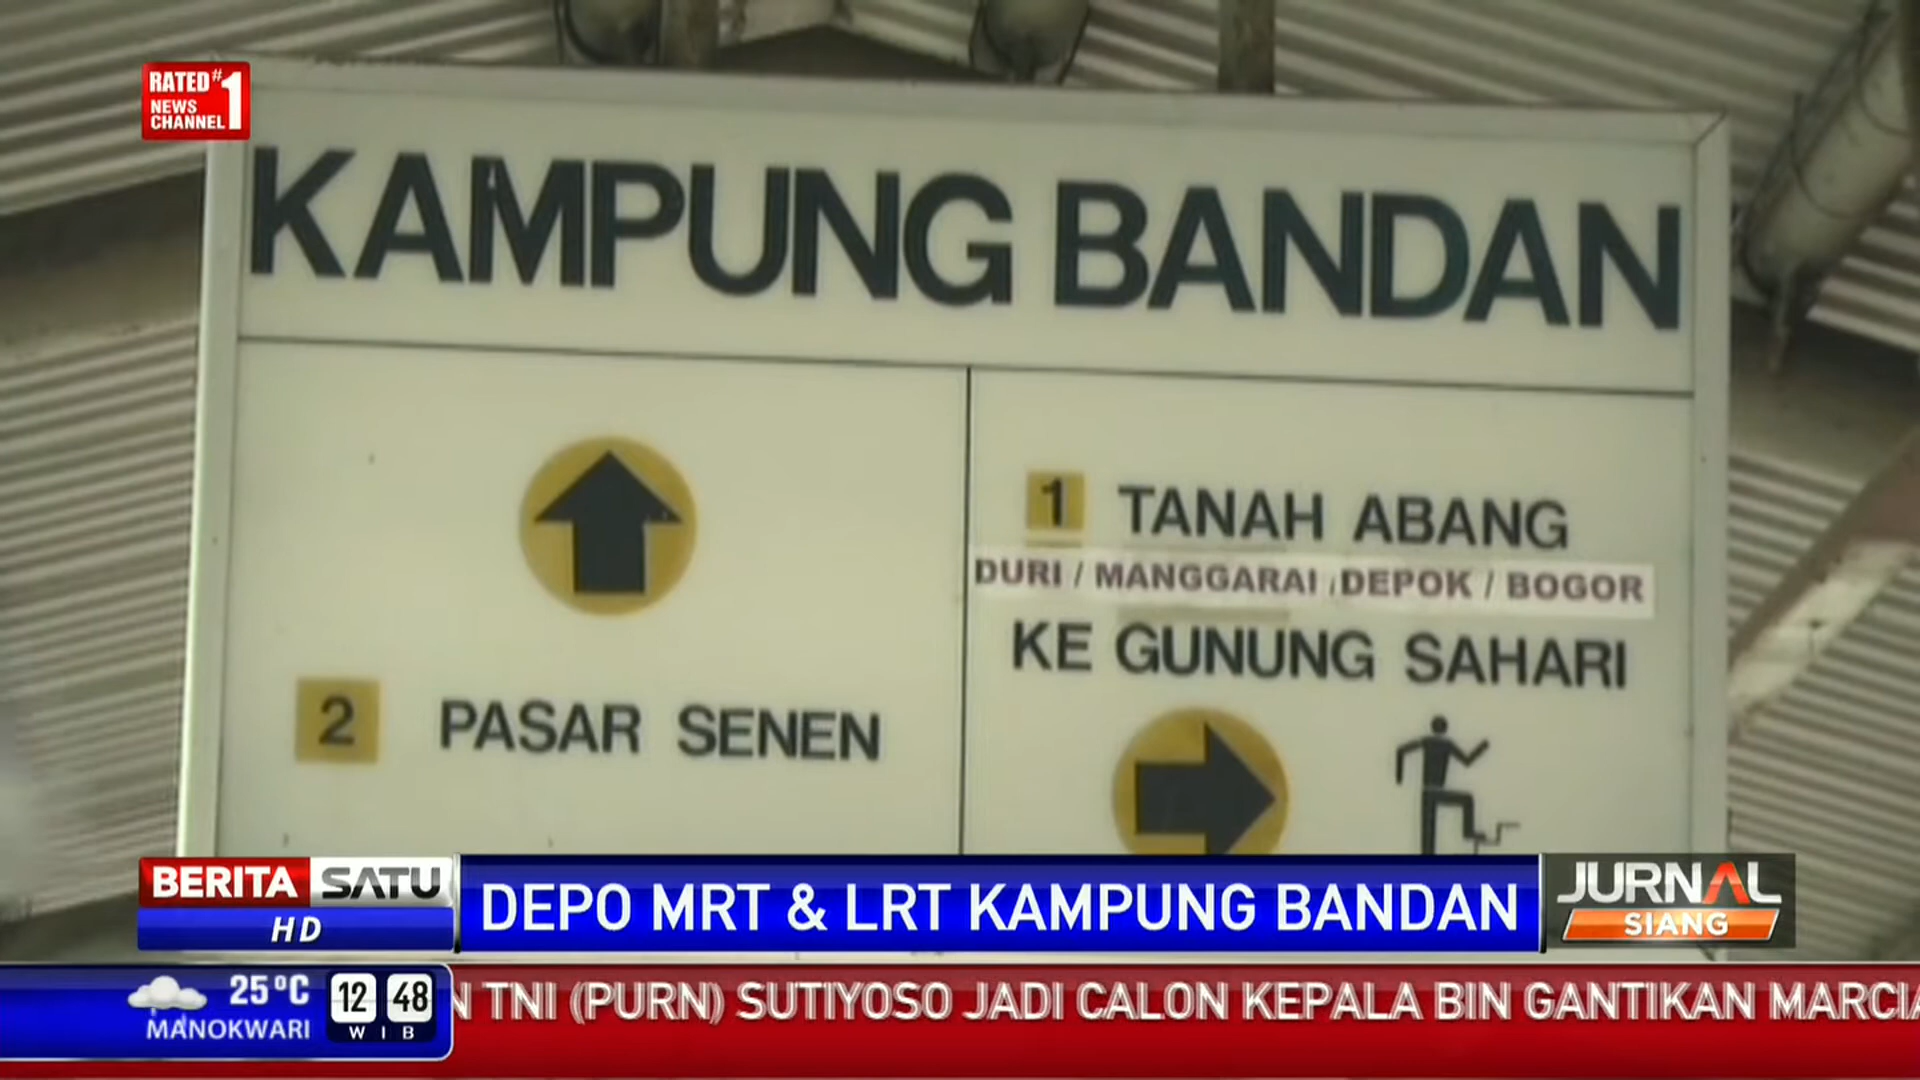 RATED #1
NEWS
CHANNEL
KAMPUNG BANDAN
1 TANAH ABANG
DURI / MANGGARAI / DEPOK / BOGOR
KE GUNUNG SAHARI
2 PASAR SENEN
BERITA SATU
HD
DEPO MRT & LRT KAMPUNG BANDAN
JURNAL
SIANG
25°C
MANOKWARI
12 48
WIB
N TNI (PURN) SUTIYOSO JADI CALON KEPALA BIN GANTIKAN MARCIA